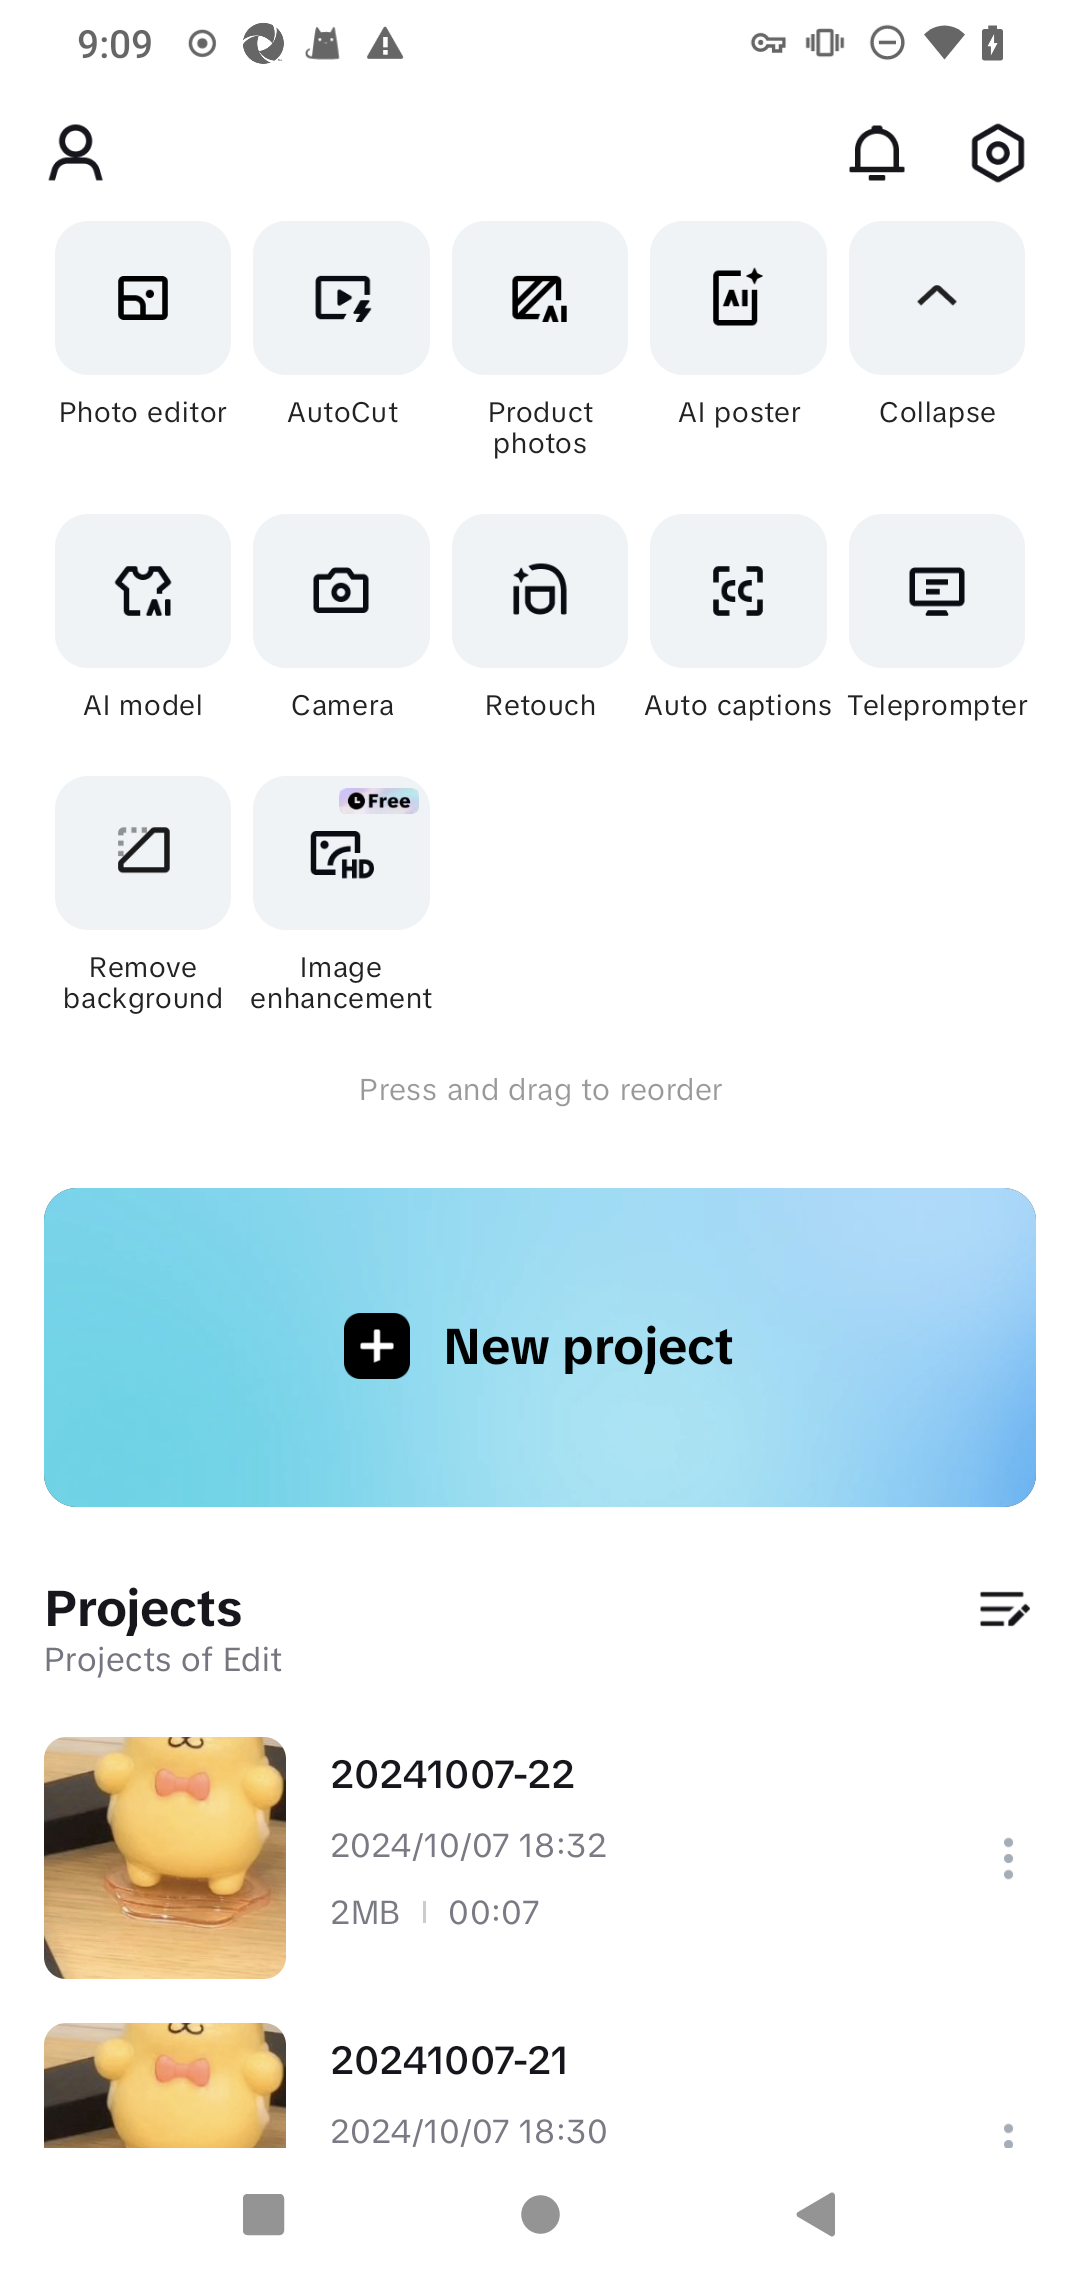 9:09
Photo editor
AutoCut
Product
photos
AI poster
Collapse
AI model
Camera
Retouch
Auto captions
Teleprompter
Free
Remove
background
Image
enhancement
Press and drag to reorder
New project
Projects
Projects of Edit
20241007-22
2024/10/07 18:32
2MB
00:07
20241007-21
2024/10/07 18:30